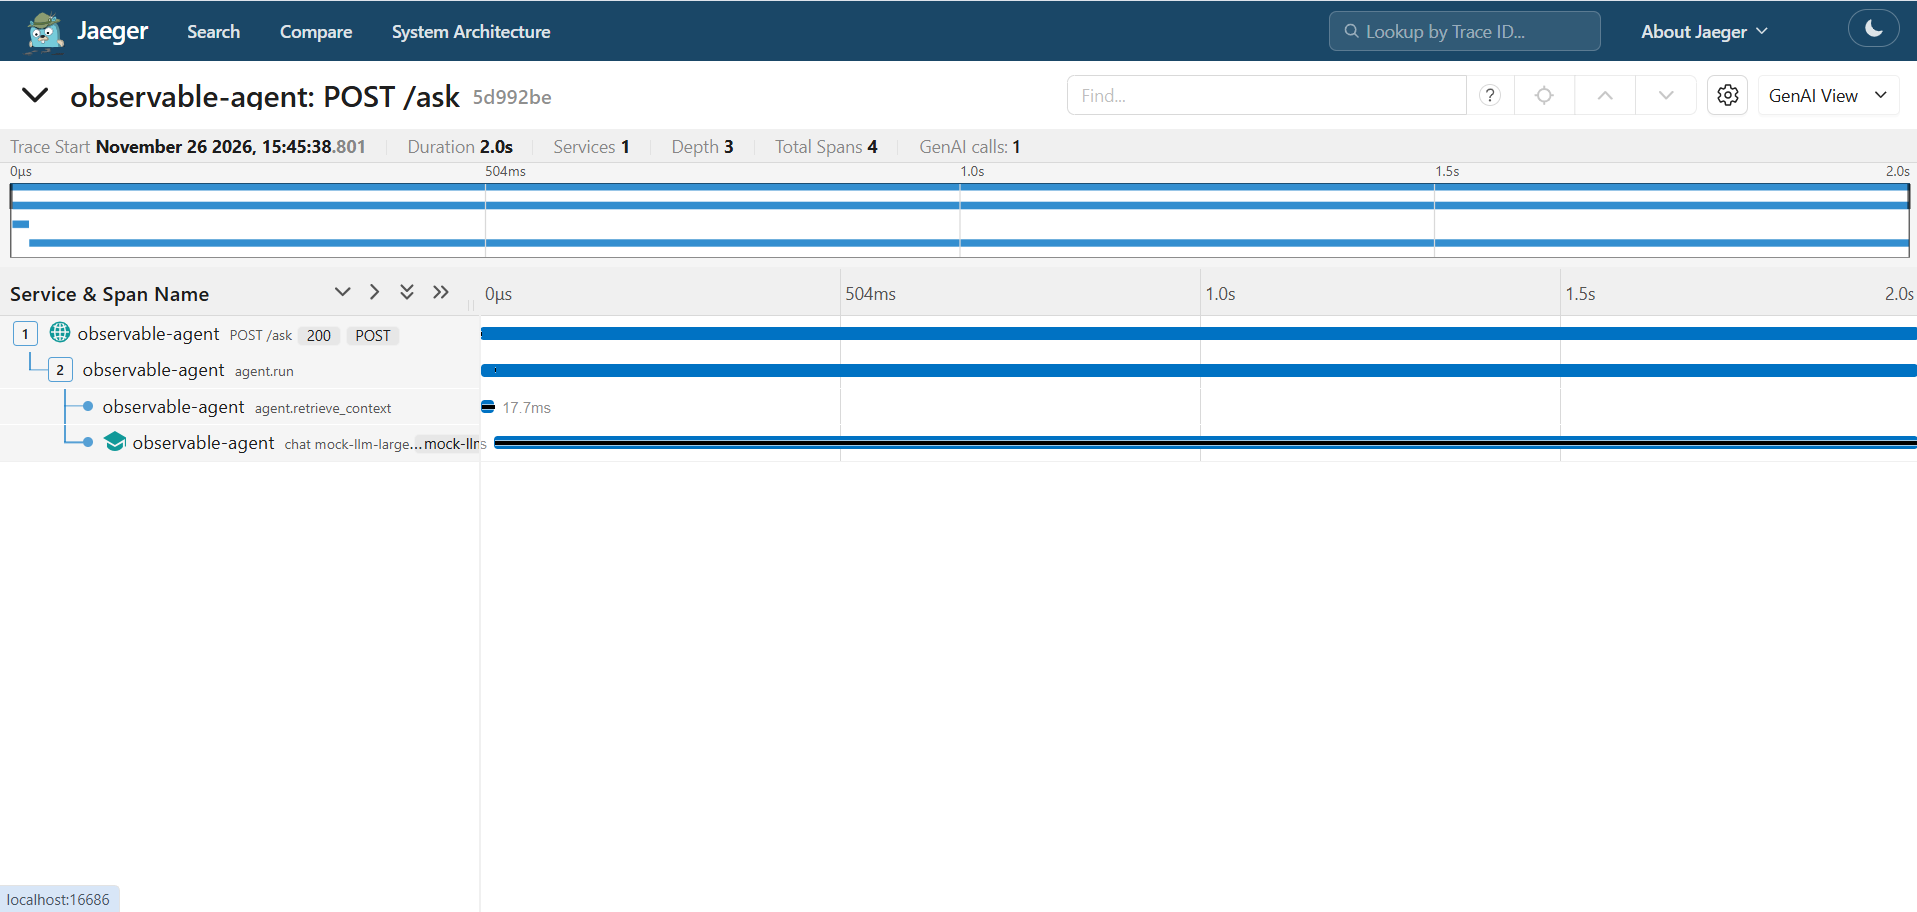 Jaeger Search Compare System Architecture Lookup by Trace ID... About Jaeger
observable-agent: POST /ask 5d992be Find... ? GenAI View
Trace Start November 26 2026, 15:45:38.801 Duration 2.0s Services 1 Depth 3 Total Spans 4 GenAI calls: 1
0μs 504ms 1.0s 1.5s 2.0s
Service & Span Name 0μs 504ms 1.0s 1.5s 2.0s
1 observable-agent POST /ask 200 POST
2 observable-agent agent.run
observable-agent agent.retrieve_context 17.7ms
observable-agent chat mock-llm-large...
localhost:16686